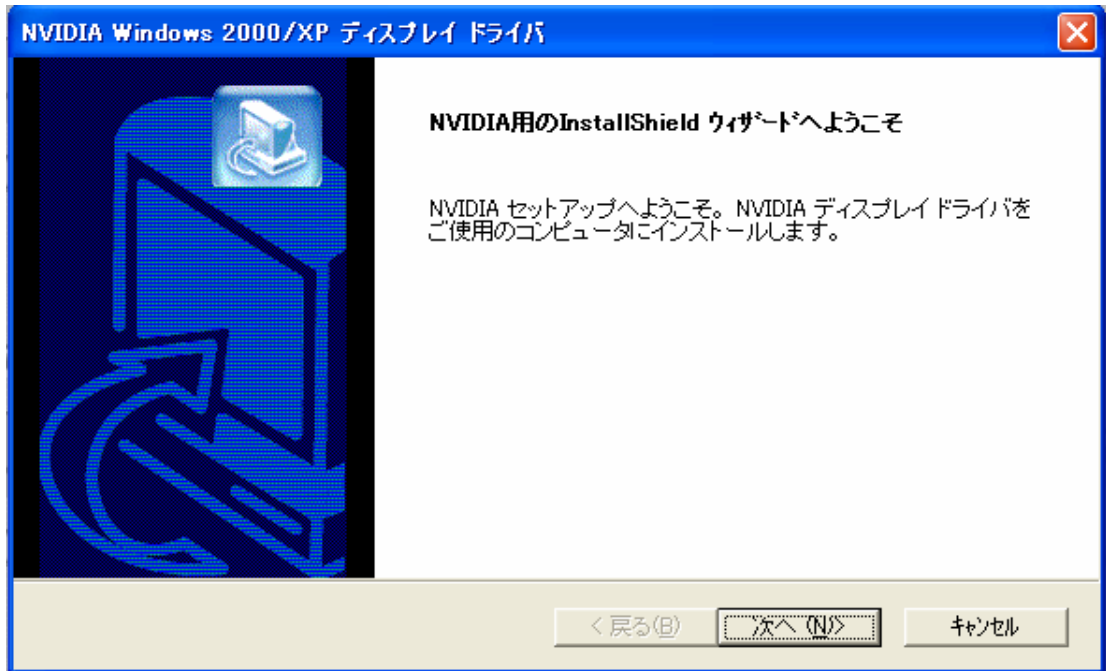 NVIDIA Windows 2000/XP ディスプレイ ドライバ
NVIDIA用のInstallShield ウィザードへようこそ
NVIDIA セットアップへようこそ。NVIDIA ディスプレイ ドライバを
ご使用のコンピュータにインストールします。
< 戻る(B)
次へ (N)>
キャンセル